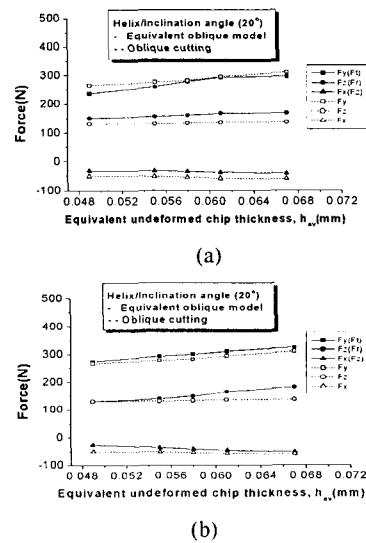 Helix/Inclination angle (20°)
- Equivalent oblique model
-- Oblique cutting
Force(N)
500
400
300
200
100
0
-100
Fy(Ft)
Fz(Fr)
Fx(Fz)
Fy
Fz
Fx
0.048 0.052 0.056 0.060 0.064 0.068 0.072
Equivalent undeformed chip thickness, h_av(mm)
(a)
Helix/Inclination angle (20°)
- Equivalent oblique model
-- Oblique cutting
Force(N)
500
400
300
200
100
0
-100
Fy(Ft)
Fz(Fr)
Fx(Fz)
Fy
Fz
Fx
0.048 0.052 0.056 0.060 0.064 0.068 0.072
Equivalent undeformed chip thickness, h_av(mm)
(b)